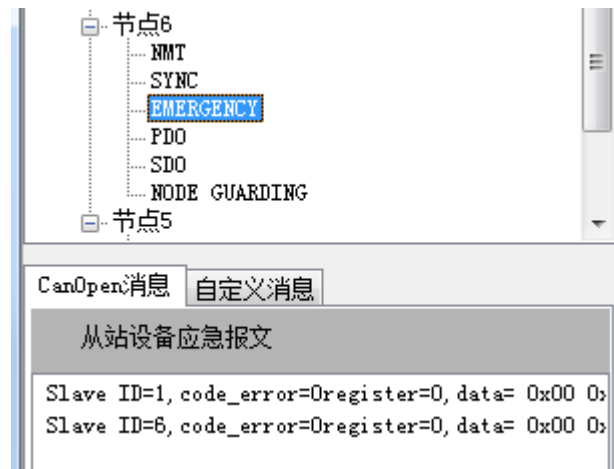 节点6
NMT
SYNC
EMERGENCY
PDO
SDO
NODE GUARDING
节点5
CanOpen消息 自定义消息
从站设备应急报文
Slave ID=1,code_error=0register=0,data= 0x00 0x
Slave ID=6,code_error=0register=0,data= 0x00 0x